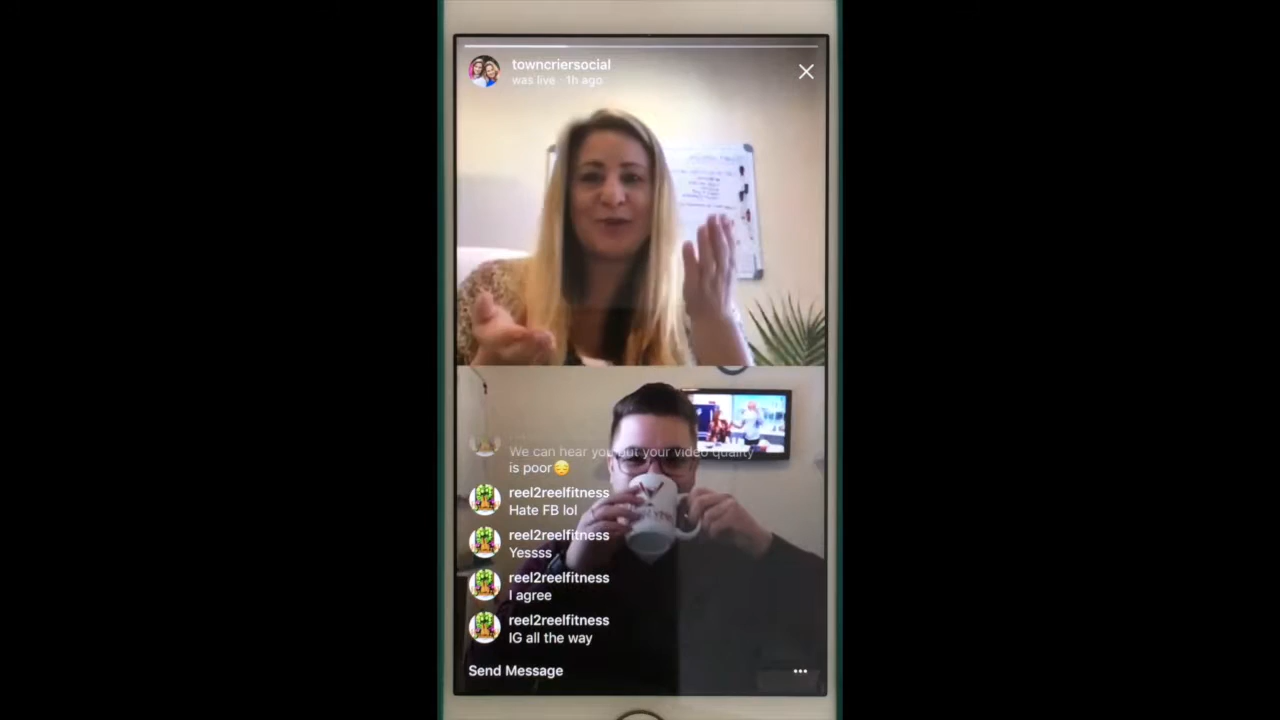 towncriersocial
was live · 1h ago
We can hear you but your video quality
is poor😔
reel2reelfitness
Hate FB lol
reel2reelfitness
Yessss
reel2reelfitness
I agree
reel2reelfitness
IG all the way
Send Message